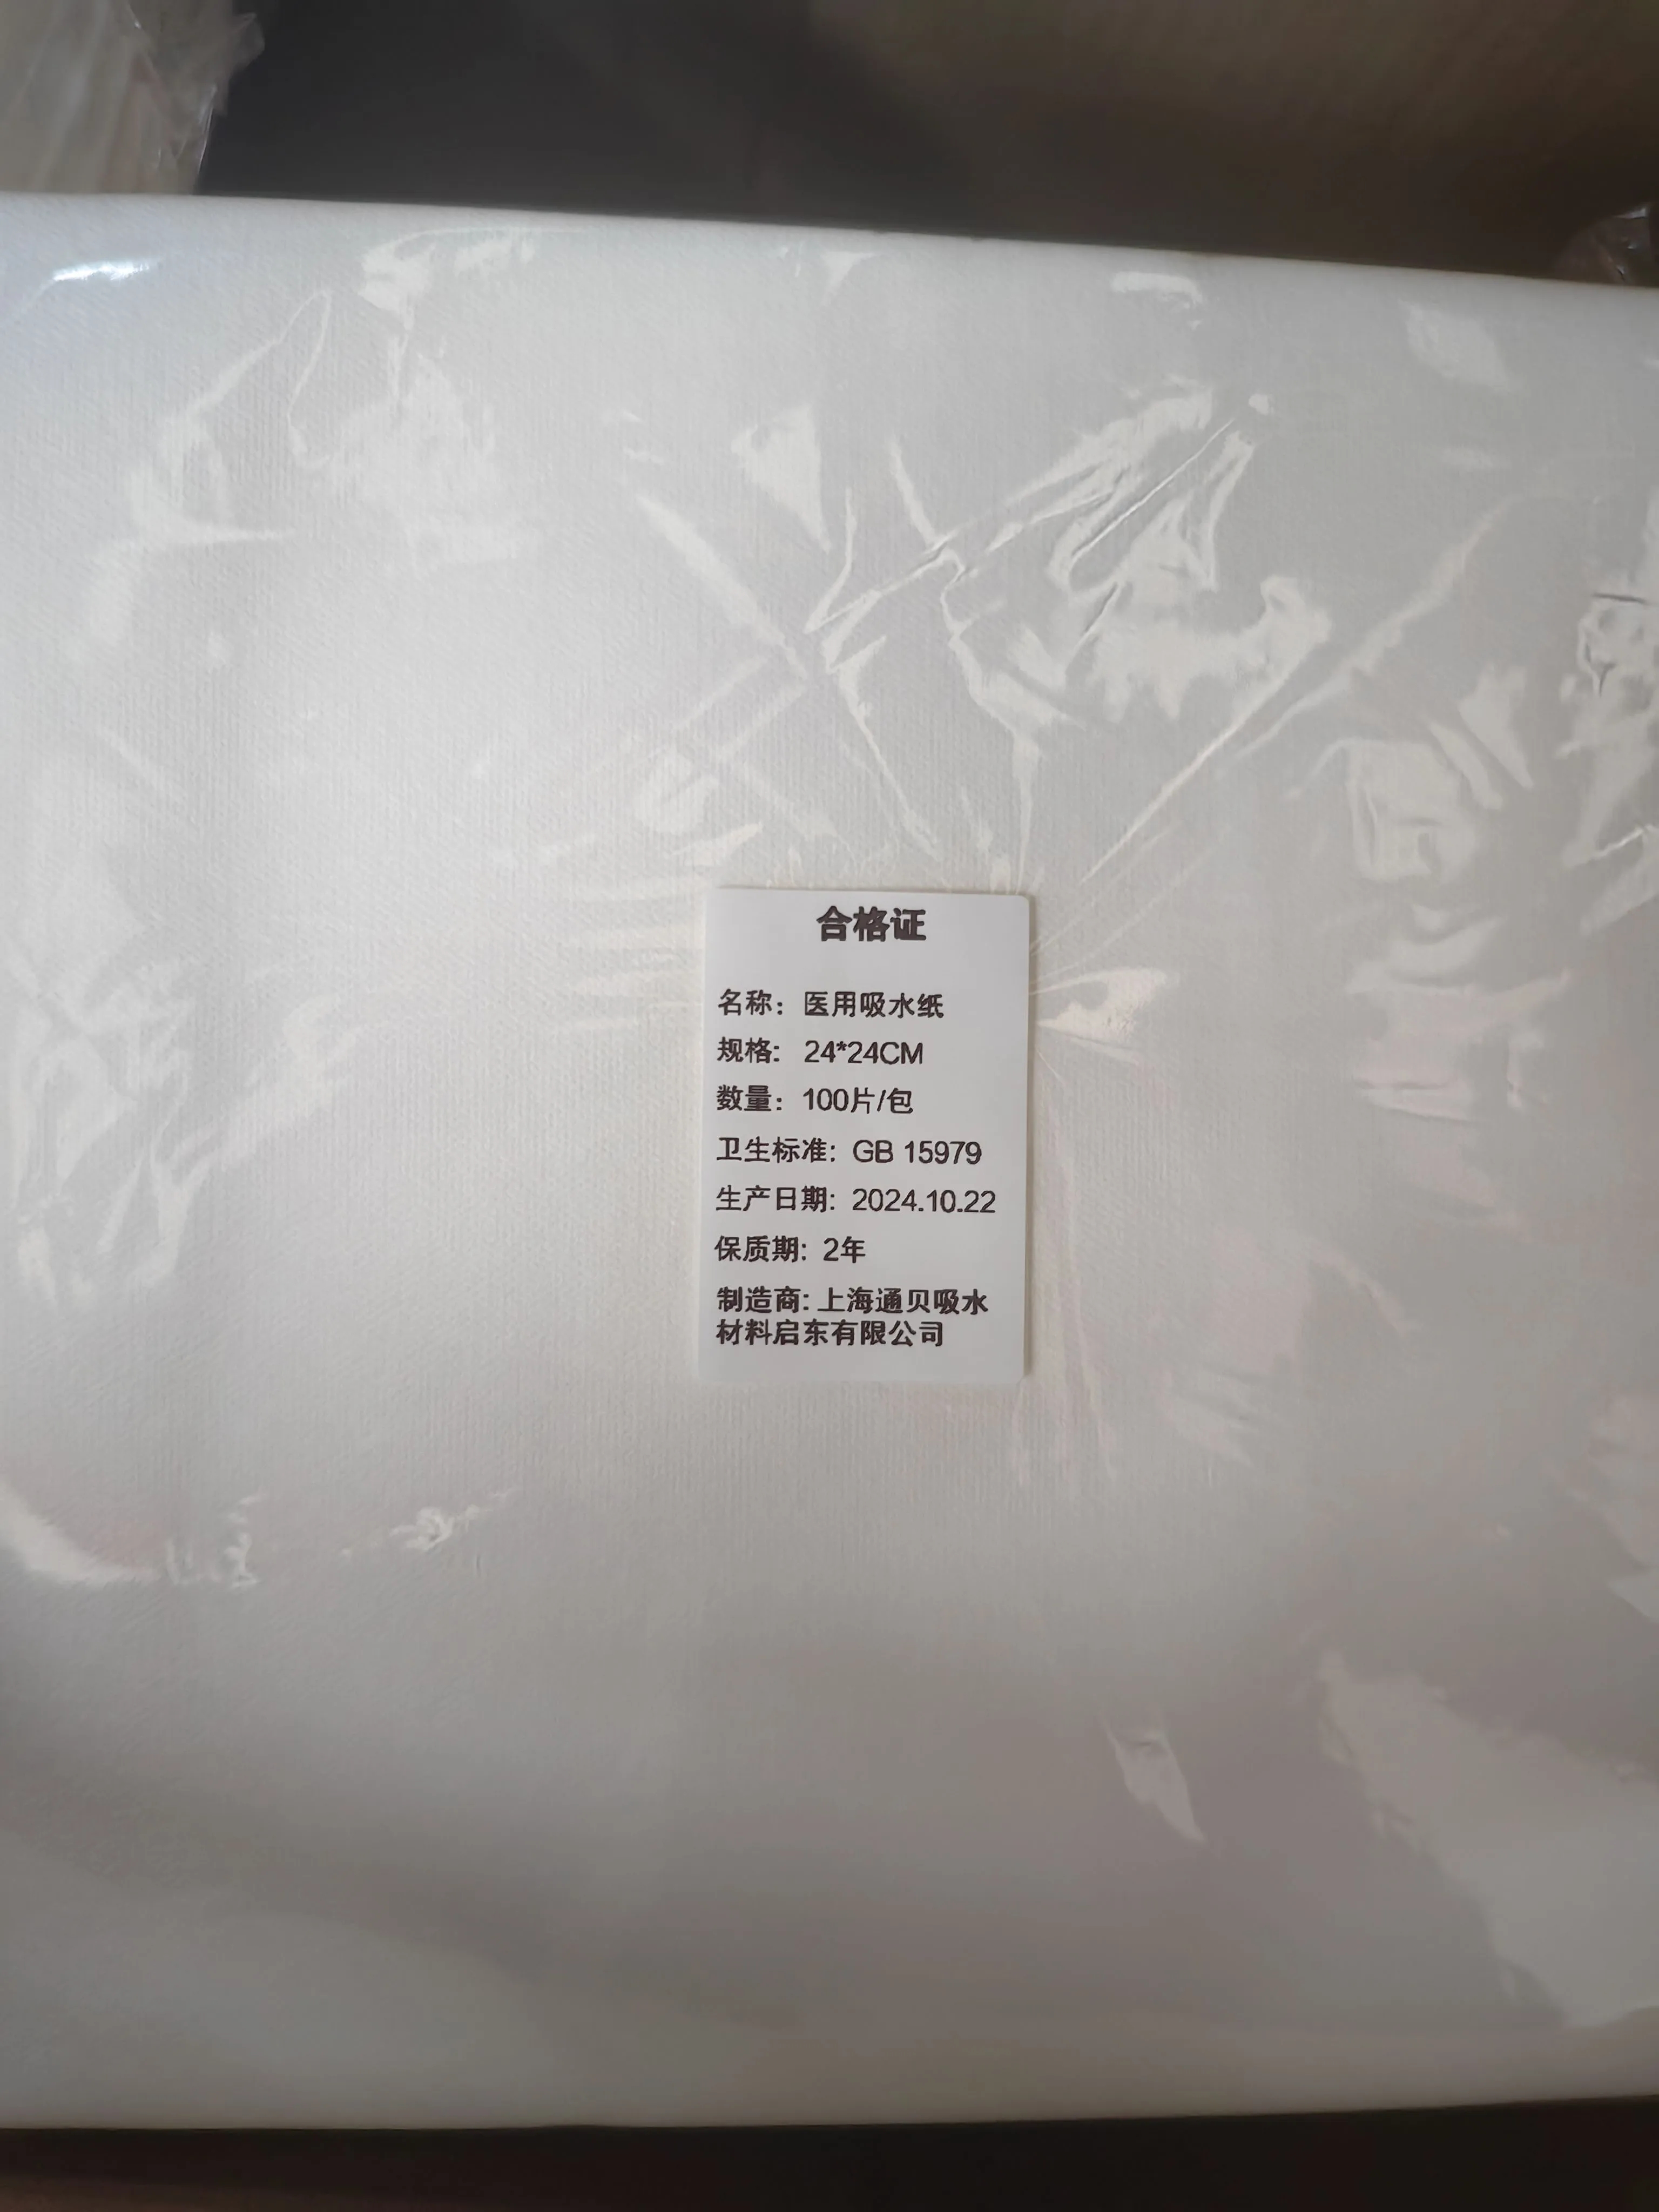 合格证
名称：医用吸水纸
规格：24*24CM
数量：100片/包
卫生标准：GB 15979
生产日期：2024.10.22
保质期：2年
制造商：上海通贝吸水
材料启东有限公司